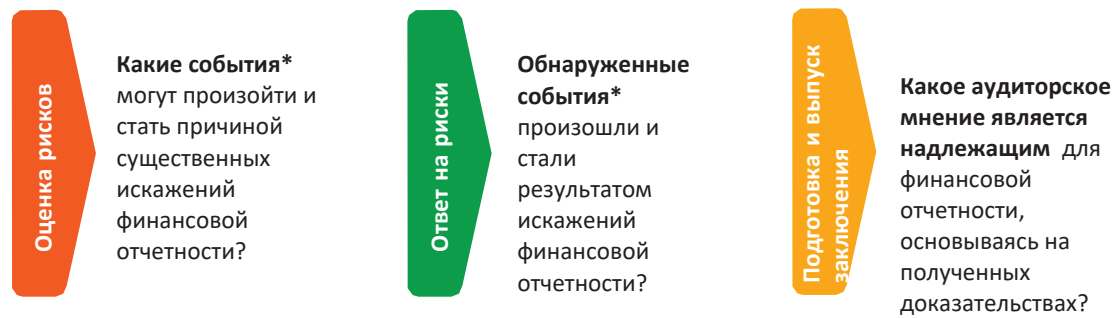 Оценка рисков
Какие события*
могут произойти и
стать причиной
существенных
искажений
финансовой
отчетности?
Ответ на риски
Обнаруженные
события*
произошли и
стали
результатом
искажений
финансовой
отчетности?
Подготовка и выпуск
заключения
Какое аудиторское
мнение является
надлежащим для
финансовой
отчетности,
основываясь на
полученных
доказательствах?